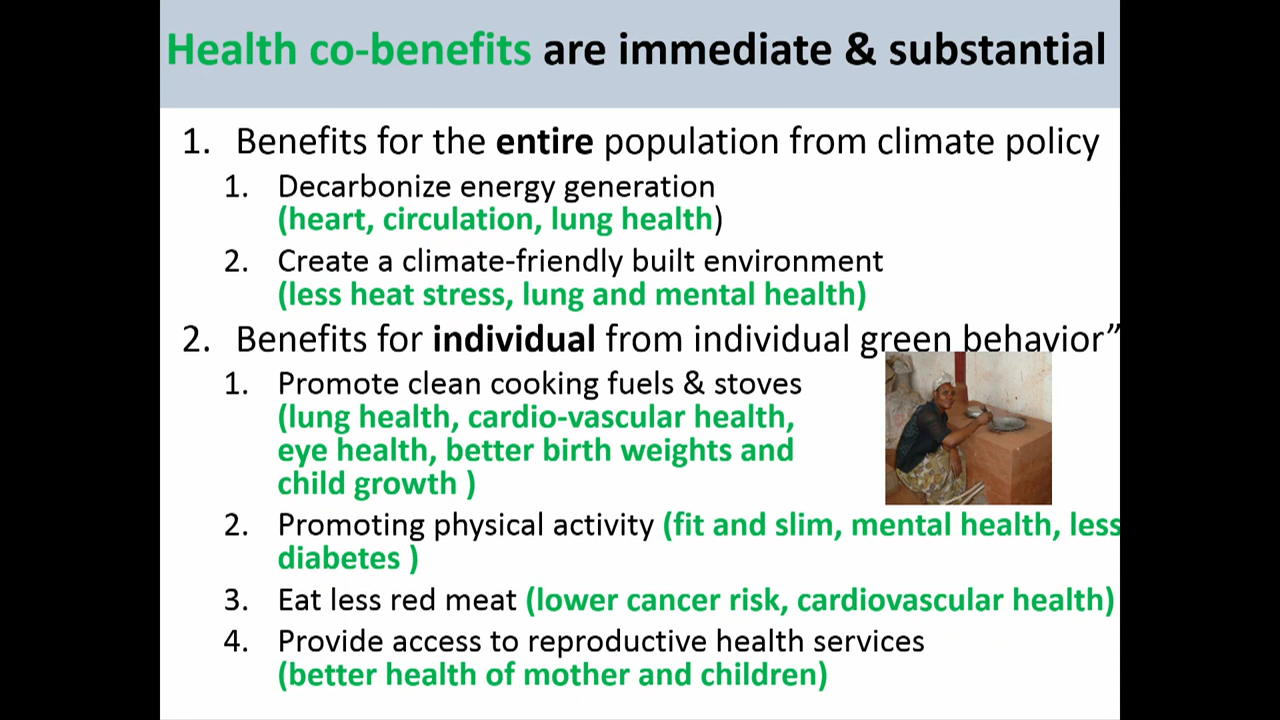 Health co-benefits are immediate & substantial
1. Benefits for the entire population from climate policy
1. Decarbonize energy generation
(heart, circulation, lung health)
2. Create a climate-friendly built environment
(less heat stress, lung and mental health)
2. Benefits for individual from individual green behavior”
1. Promote clean cooking fuels & stoves
(lung health, cardio-vascular health,
eye health, better birth weights and
child growth )
2. Promoting physical activity (fit and slim, mental health, less
diabetes )
3. Eat less red meat (lower cancer risk, cardiovascular health)
4. Provide access to reproductive health services
(better health of mother and children)